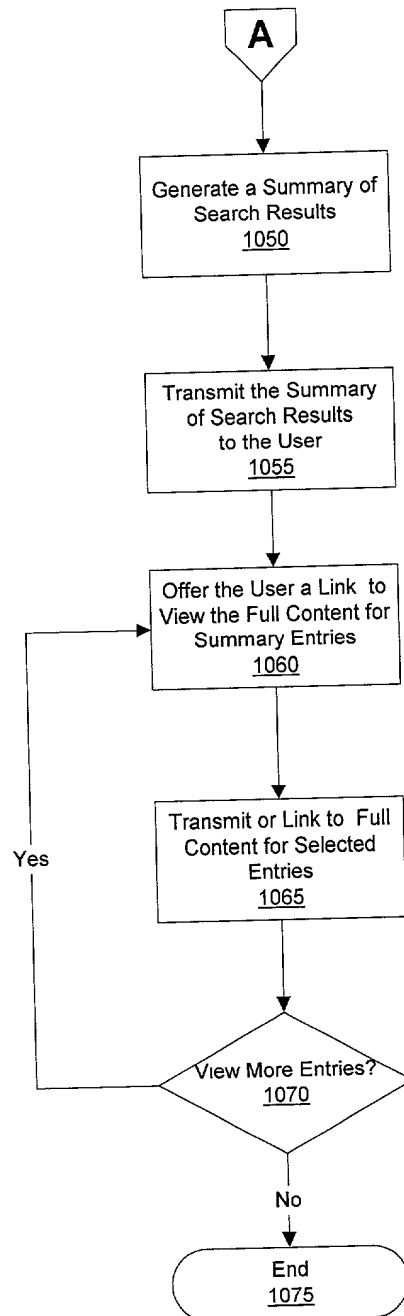 A
Generate a Summary of
Search Results
1050
Transmit the Summary
of Search Results
to the User
1055
Offer the User a Link to
View the Full Content for
Summary Entries
1060
Transmit or Link to Full
Content for Selected
Entries
1065
Yes
View More Entries?
1070
No
End
1075